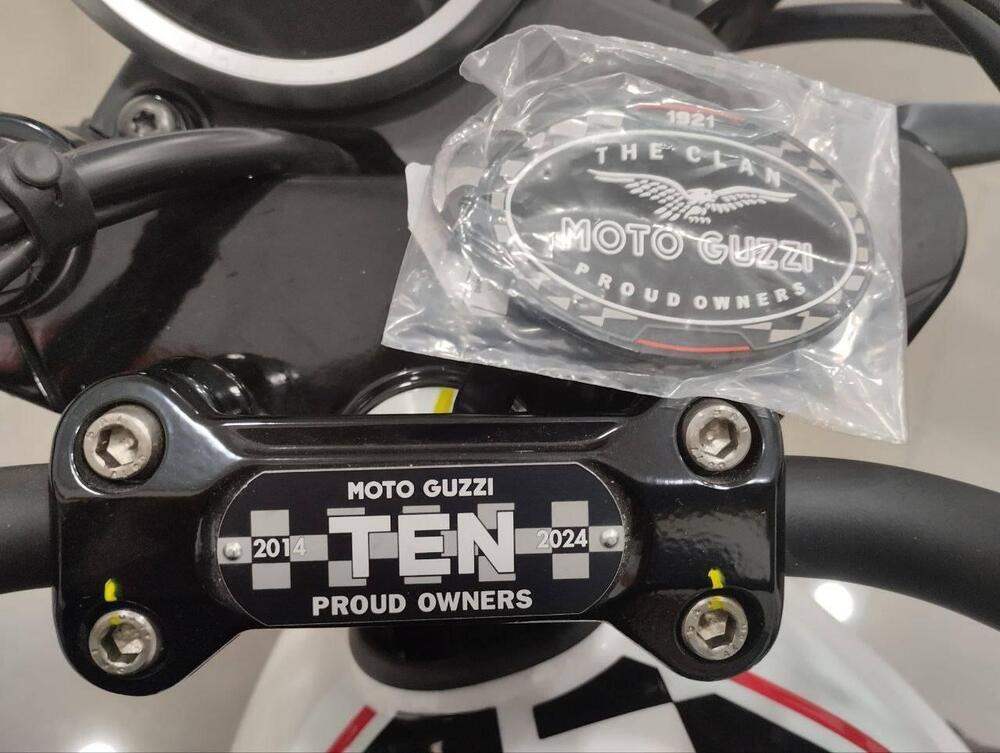 1921
THE CLAN
MOTO GUZZI
PROUD OWNERS
MOTO GUZZI
2014 TEN 2024
PROUD OWNERS